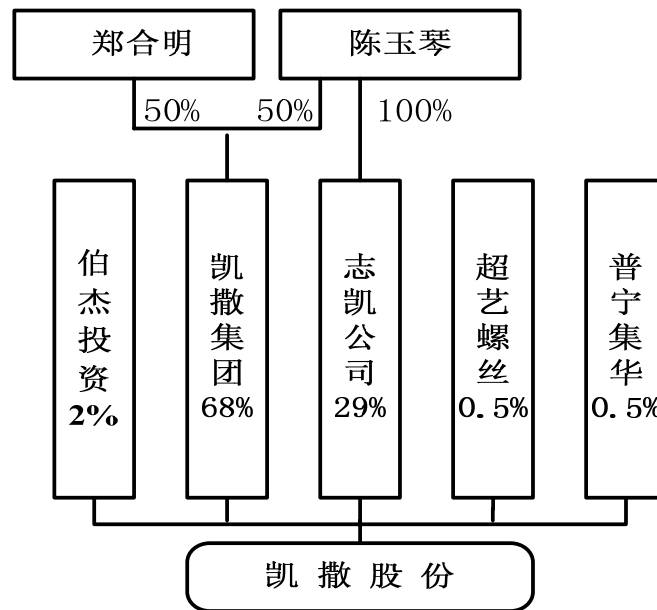 郑合明
陈玉琴
50%
50%
100%
伯杰投资
2%
凯撒集团
68%
志凯公司
29%
超艺螺丝
0.5%
普宁集华
0.5%
凯撒股份